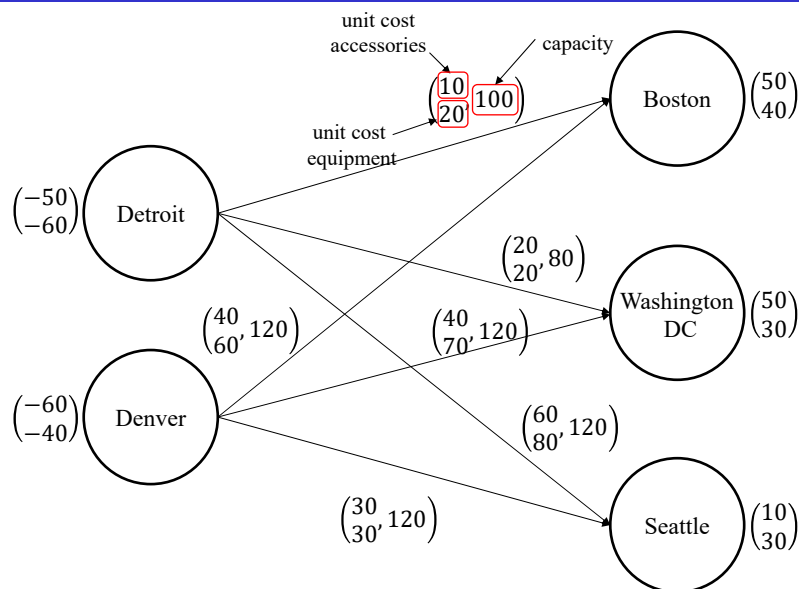 unit cost
accessories
capacity
(10
20, 100)
unit cost
equipment
Boston
(50
40)
(−50
−60)
Detroit
(20
20, 80)
Washington
DC
(50
30)
(40
60, 120)
(40
70, 120)
(−60
−40)
Denver
(60
80, 120)
(30
30, 120)
Seattle
(10
30)